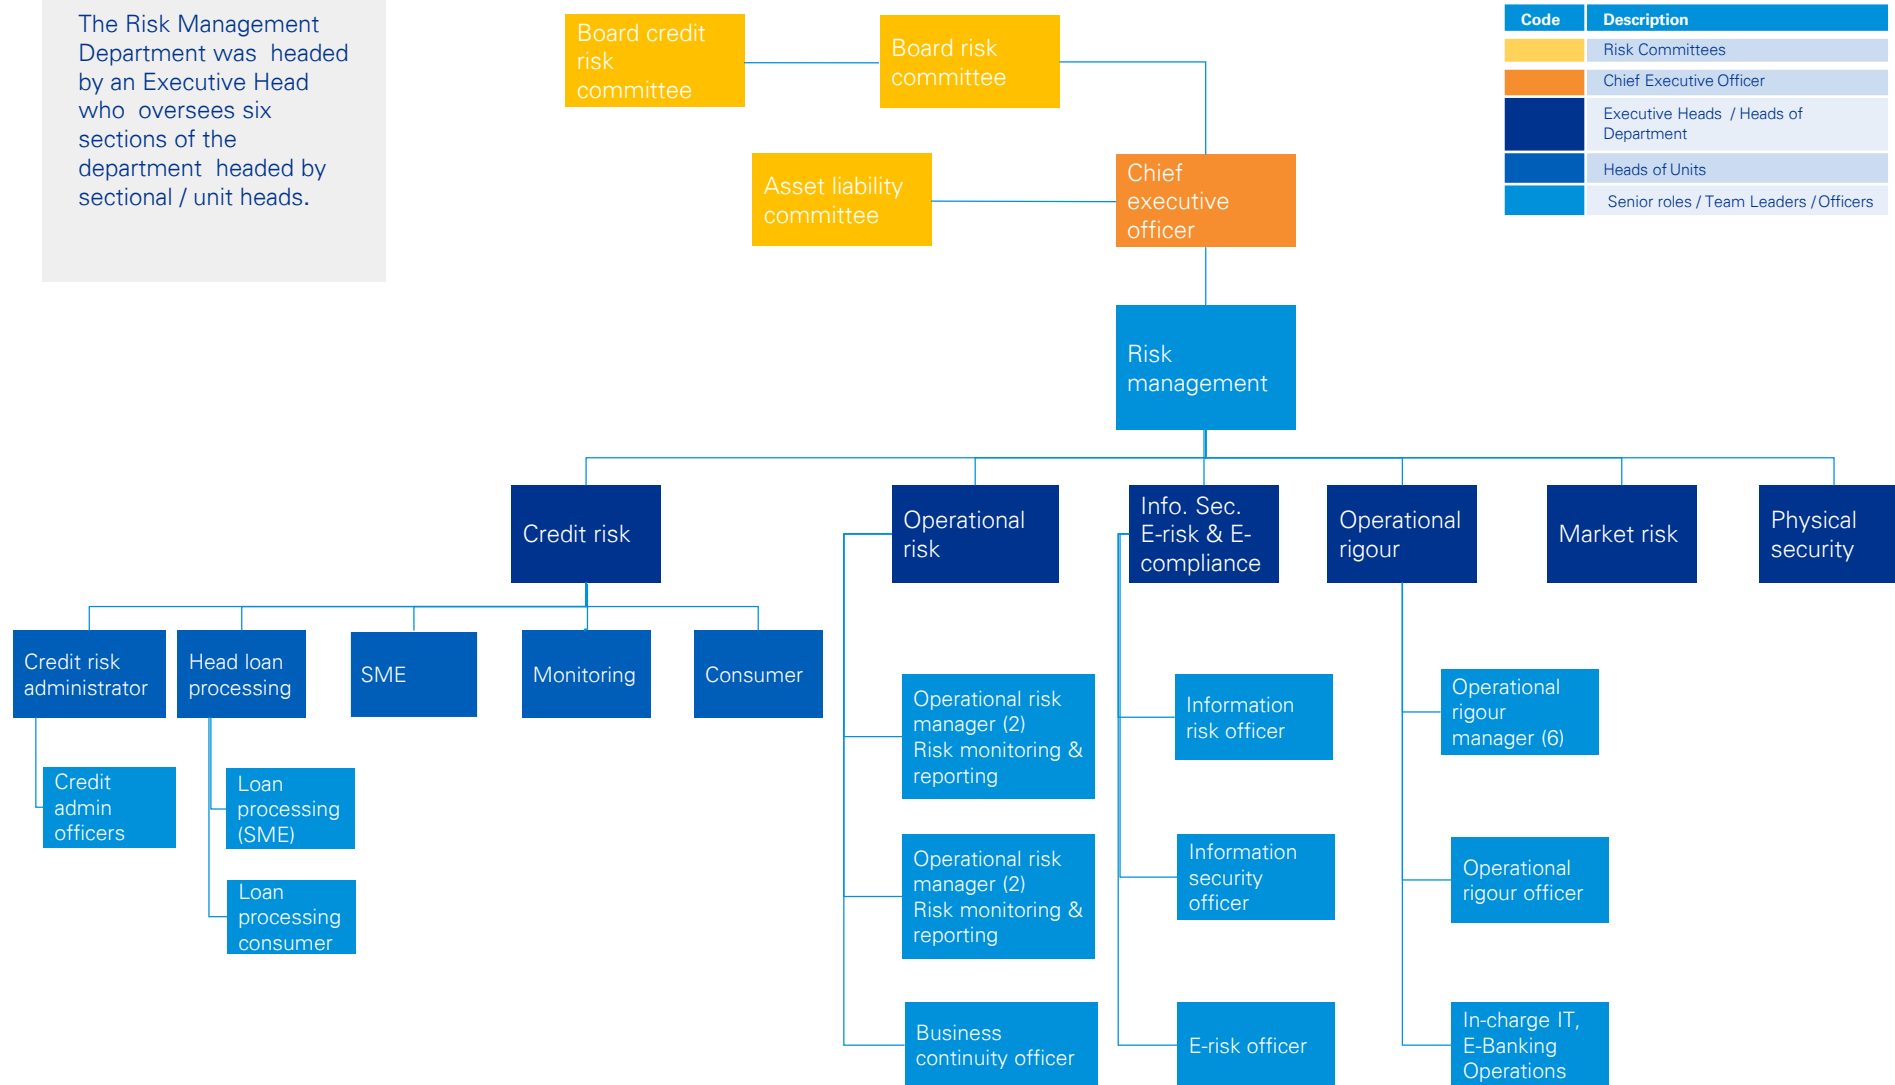 The Risk Management
Department was headed
by an Executive Head
who oversees six
sections of the
department headed by
sectional / unit heads.
Board credit
risk
committee
Board risk
committee
Code Description
Risk Committees
Chief Executive Officer
Executive Heads / Heads of
Department
Heads of Units
Senior roles / Team Leaders / Officers
Asset liability
committee
Chief
executive
officer
Risk
management
Credit risk
Operational
risk
Info. Sec.
E-risk & E-
compliance
Operational
rigour
Market risk
Physical
security
Credit risk
administrator
Head loan
processing
SME
Monitoring
Consumer
Credit
admin
officers
Loan
processing
(SME)
Loan
processing
consumer
Operational risk
manager (2)
Risk monitoring &
reporting
Operational risk
manager (2)
Risk monitoring &
reporting
Business
continuity officer
Information
risk officer
Information
security
officer
E-risk officer
Operational
rigour
manager (6)
Operational
rigour officer
In-charge IT,
E-Banking
Operations